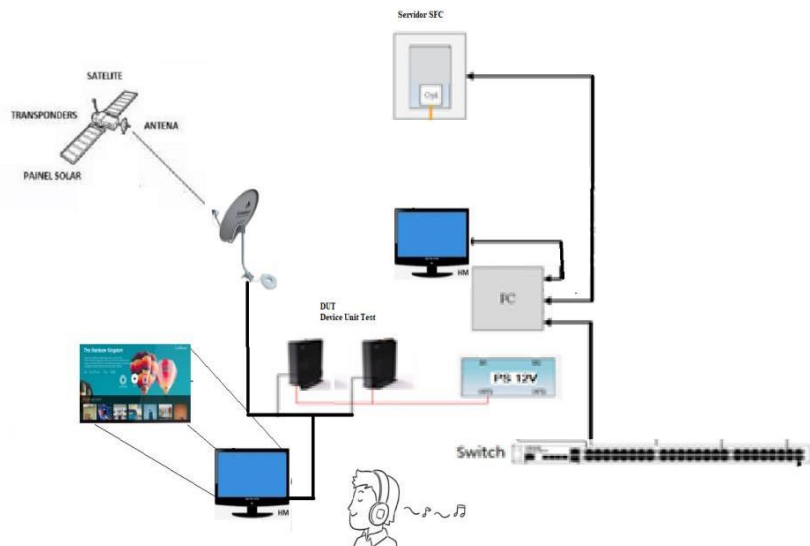 Servidor SFC
SATELITE
TRANSPONDERS
ANTENA
PAINEL SOLAR
HM
PC
DUT
Device Unit Test
The Rainbow Kingdom
PS 12V
Switch
HM